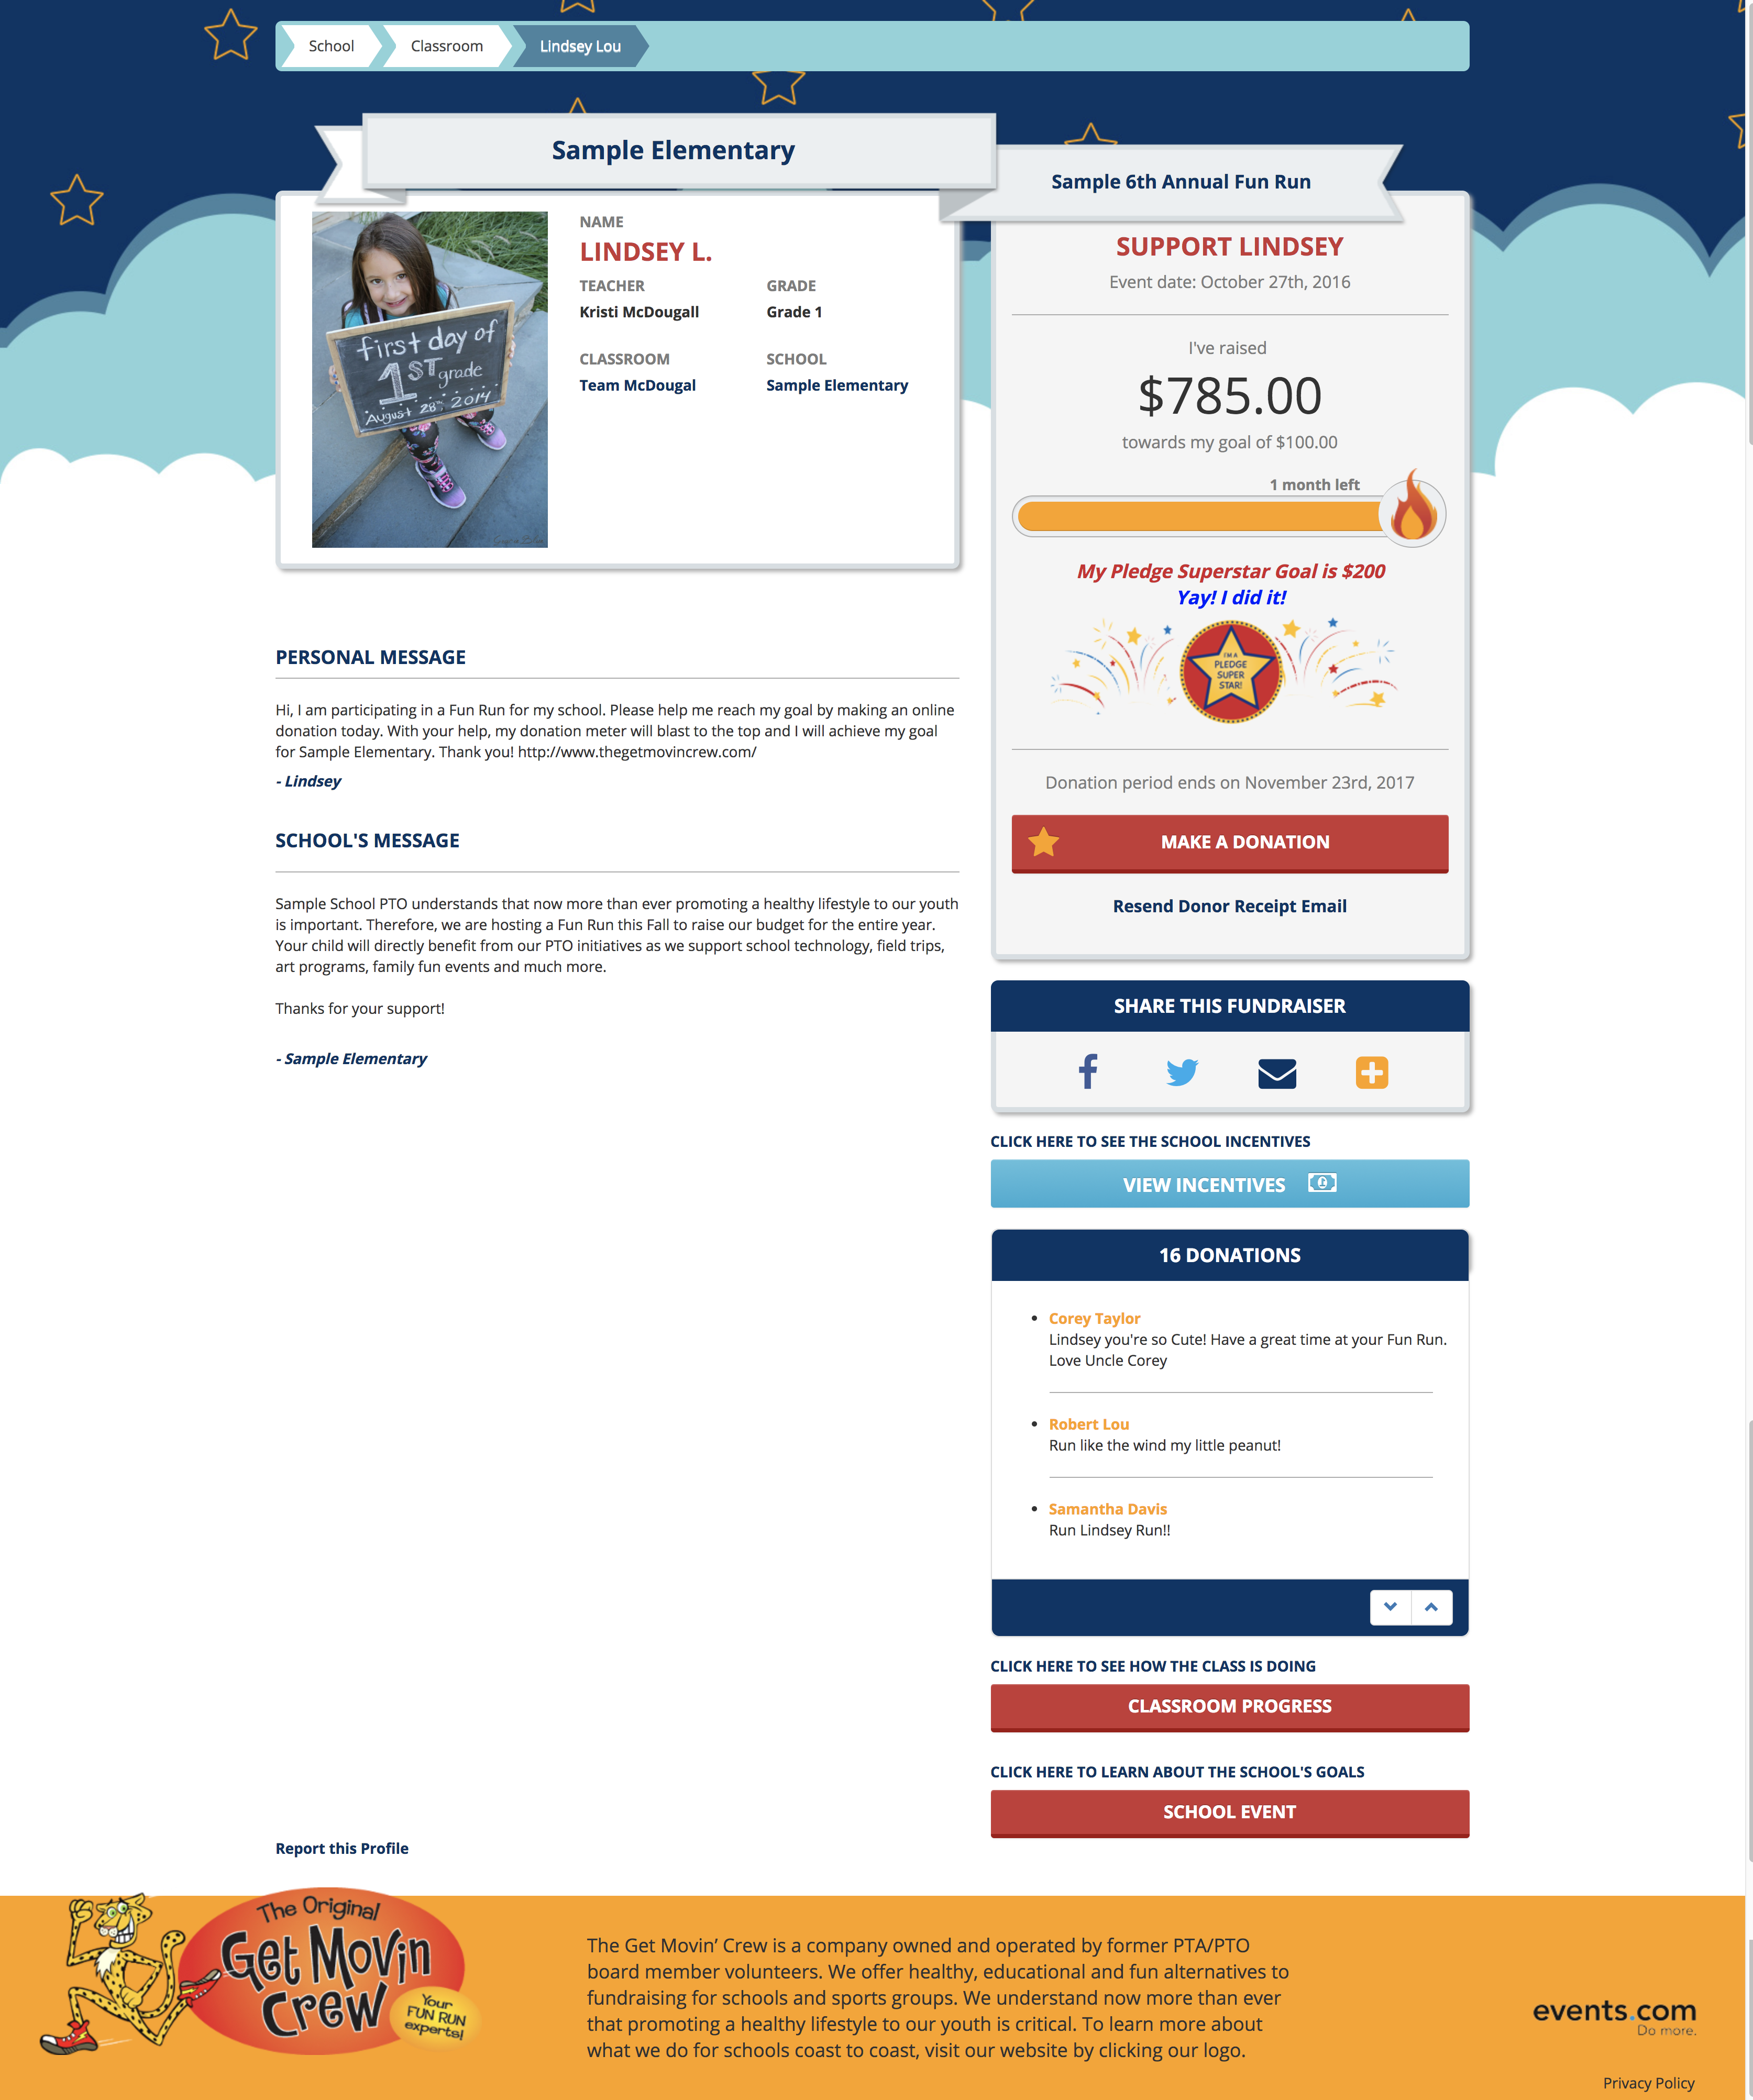 School
Classroom
Lindsey Lou
Sample Elementary
Sample 6th Annual Fun Run
NAME
LINDSEY L.
TEACHER
GRADE
Kristi McDougall
Grade 1
CLASSROOM
SCHOOL
Team McDougal
Sample Elementary
first day of
1ST grade
August 28th, 2014
SUPPORT LINDSEY
Event date: October 27th, 2016
I've raised
$785.00
towards my goal of $100.00
1 month left
My Pledge Superstar Goal is $200
Yay! I did it!
I'M A
PLEDGE
SUPER
STAR!
Donation period ends on November 23rd, 2017
MAKE A DONATION
Resend Donor Receipt Email
PERSONAL MESSAGE
Hi, I am participating in a Fun Run for my school. Please help me reach my goal by making an online
donation today. With your help, my donation meter will blast to the top and I will achieve my goal
for Sample Elementary. Thank you! http://www.thegetmovincrew.com/
- Lindsey
SCHOOL'S MESSAGE
Sample School PTO understands that now more than ever promoting a healthy lifestyle to our youth
is important. Therefore, we are hosting a Fun Run this Fall to raise our budget for the entire year.
Your child will directly benefit from our PTO initiatives as we support school technology, field trips,
art programs, family fun events and much more.
Thanks for your support!
- Sample Elementary
SHARE THIS FUNDRAISER
CLICK HERE TO SEE THE SCHOOL INCENTIVES
VIEW INCENTIVES
16 DONATIONS
Corey Taylor
Lindsey you're so Cute! Have a great time at your Fun Run.
Love Uncle Corey
Robert Lou
Run like the wind my little peanut!
Samantha Davis
Run Lindsey Run!!
CLICK HERE TO SEE HOW THE CLASS IS DOING
CLASSROOM PROGRESS
CLICK HERE TO LEARN ABOUT THE SCHOOL'S GOALS
SCHOOL EVENT
Report this Profile
The Original
Get Movin
Crew
Your
FUN RUN
experts!
The Get Movin’ Crew is a company owned and operated by former PTA/PTO
board member volunteers. We offer healthy, educational and fun alternatives to
fundraising for schools and sports groups. We understand now more than ever
that promoting a healthy lifestyle to our youth is critical. To learn more about
what we do for schools coast to coast, visit our website by clicking our logo.
events.com
Do more.
Privacy Policy